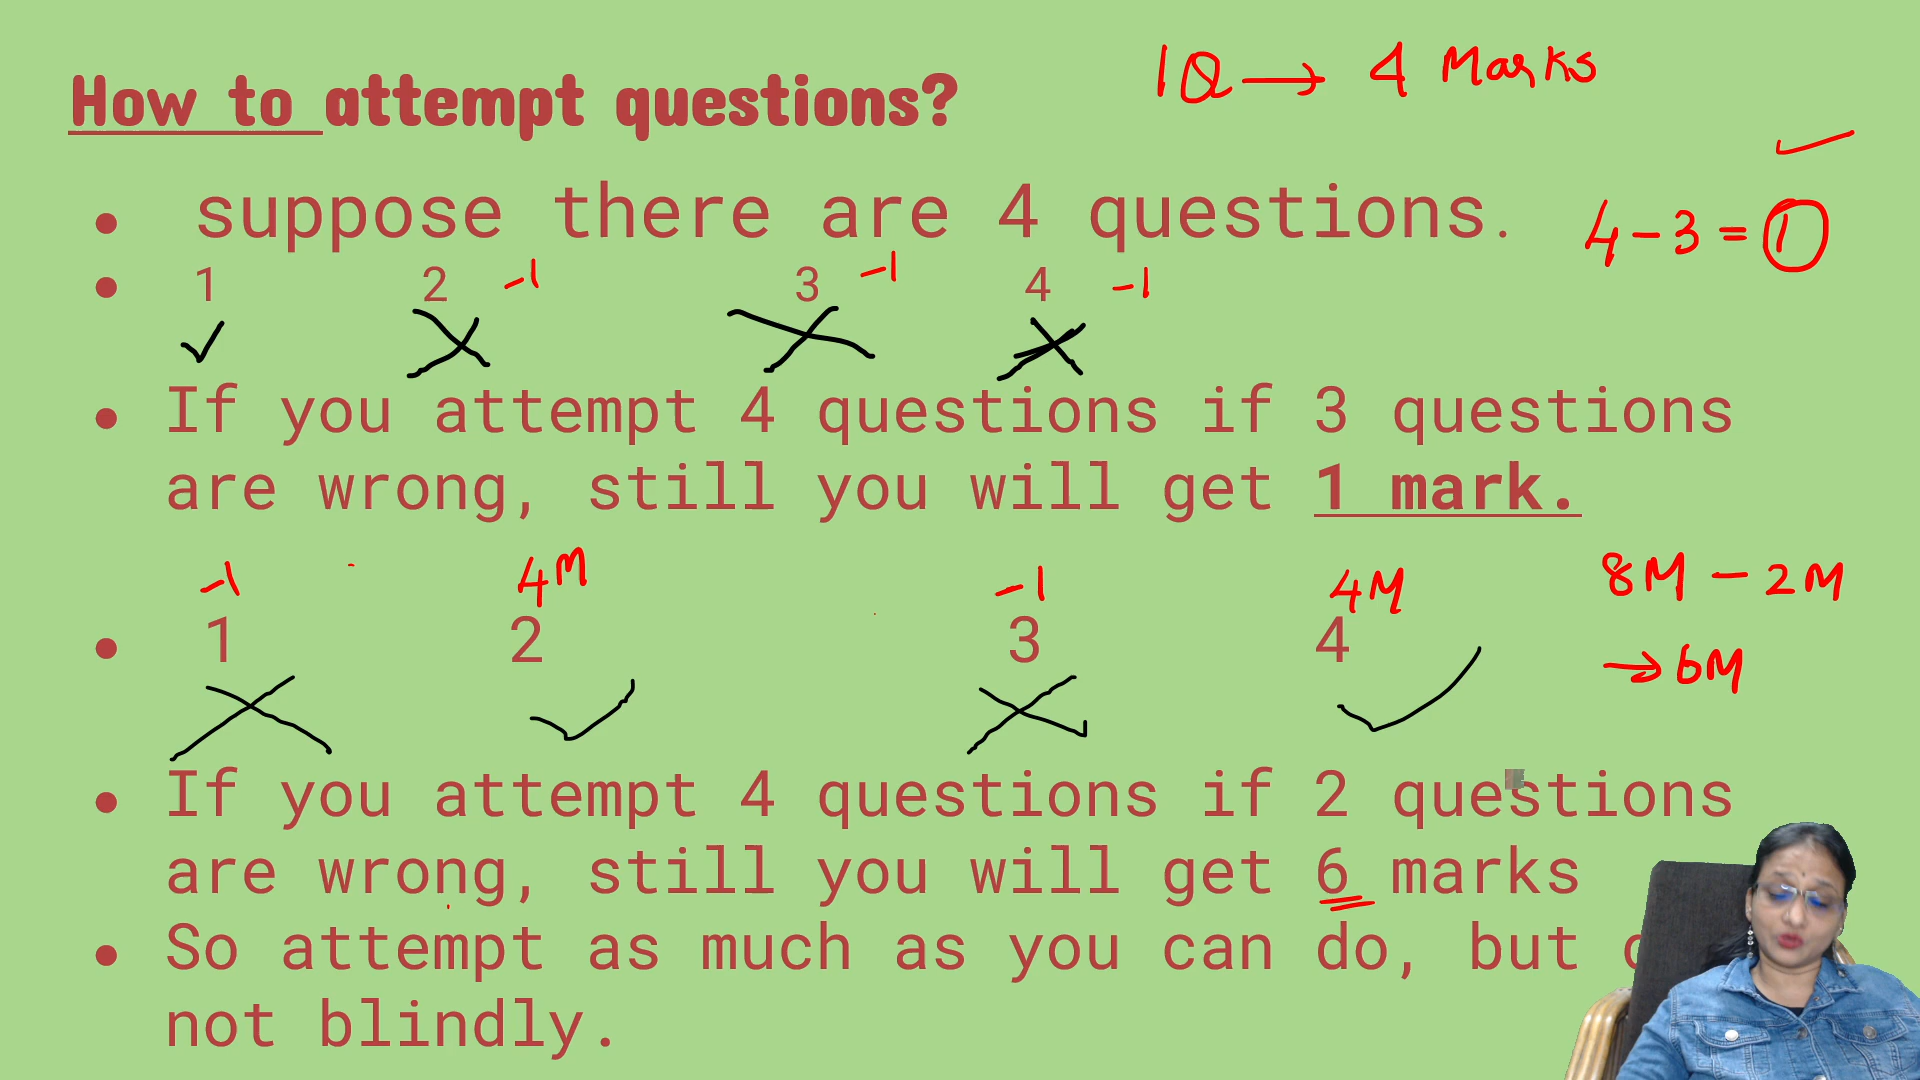 How to attempt questions?
1Q → 4 Marks
• suppose there are 4 questions.
4 - 3 = 1
• 1 2 -1 3 -1 4 -1
• If you attempt 4 questions if 3 questions
are wrong, still you will get 1 mark.
-1 4M -1 4M 8M - 2M
• 1 2 3 4
→ 6M
• If you attempt 4 questions if 2 questions
are wrong, still you will get 6 marks
• So attempt as much as you can do, but
not blindly.